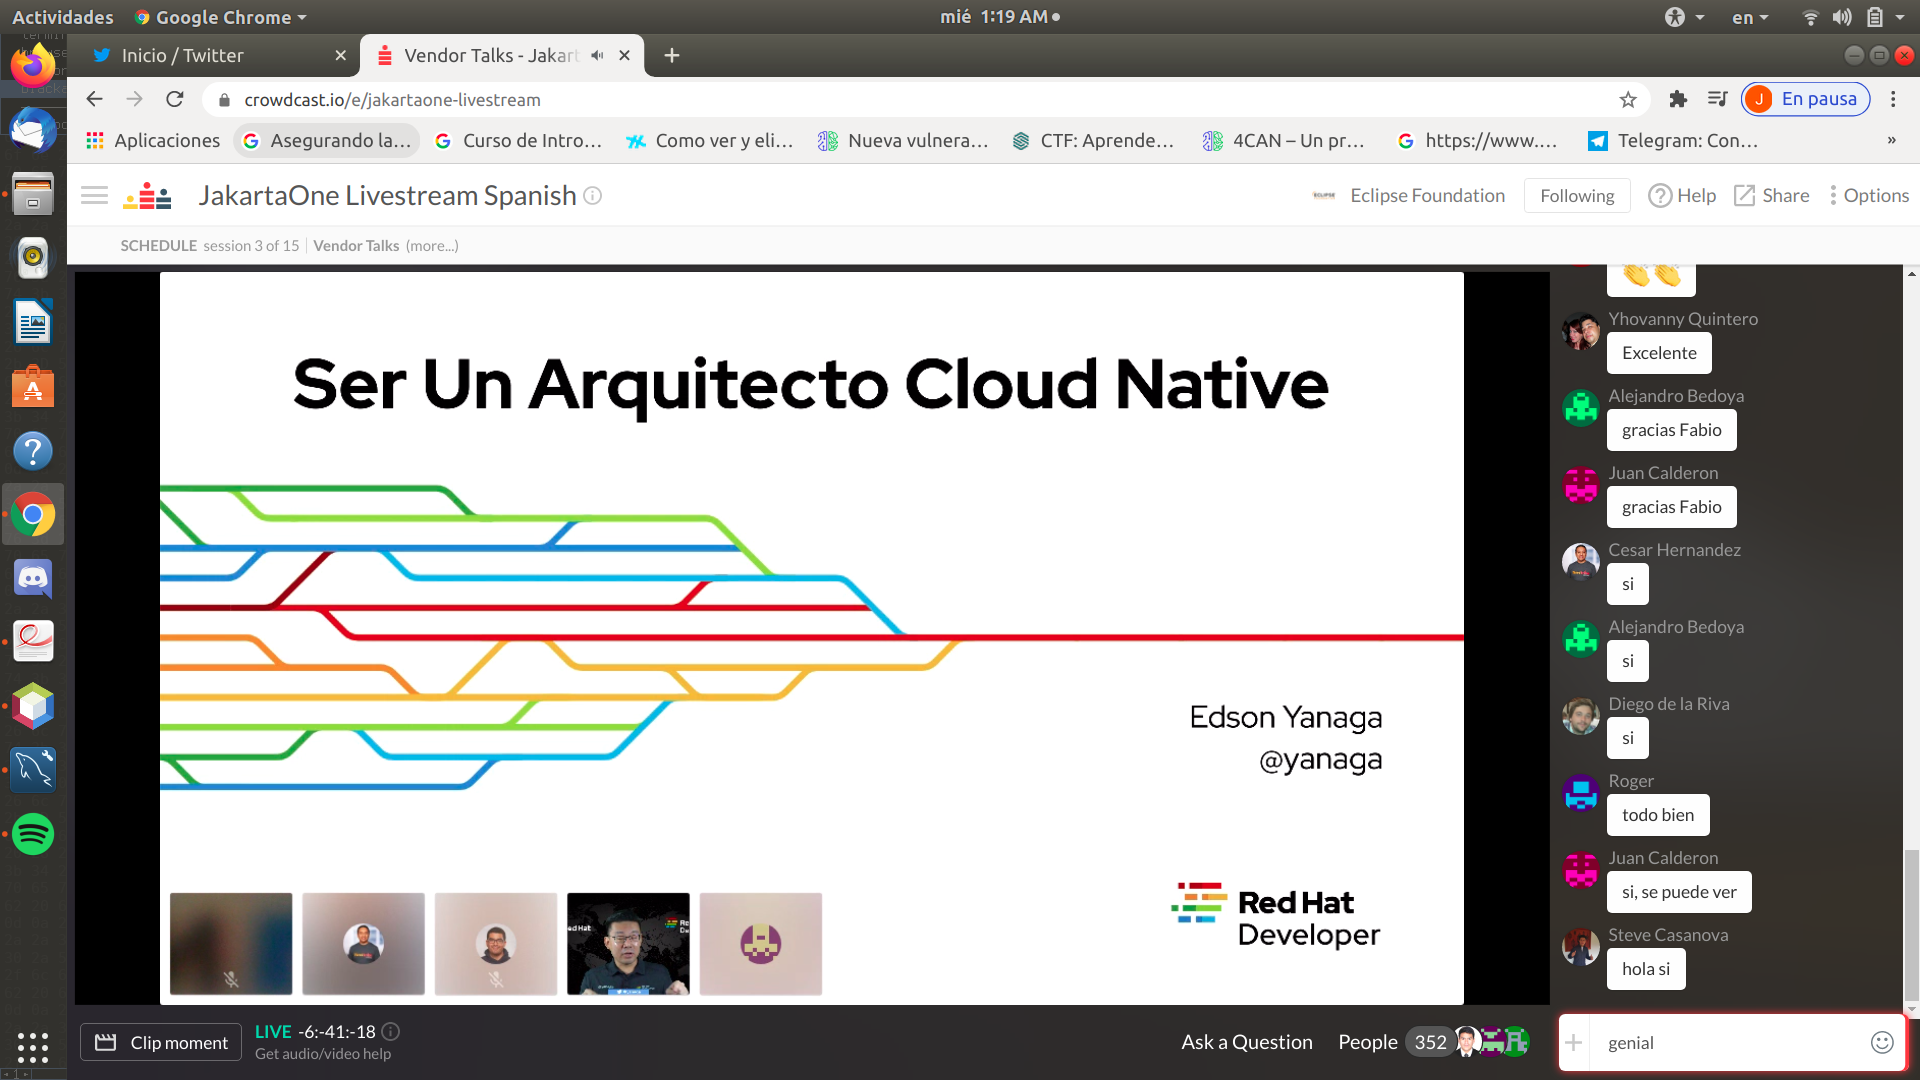 Actividades
Google Chrome
mié 1:19 AM
en
Inicio / Twitter
Vendor Talks - Jakart
crowdcast.io/e/jakartaone-livestream
J
En pausa
Aplicaciones
Asegurando la...
Curso de Intro...
Como ver y eli...
Nueva vulnera...
CTF: Aprende...
4CAN – Un pr...
https://www....
Telegram: Con...
»
JakartaOne Livestream Spanish
ECLIPSE
Eclipse Foundation
Following
Help
Share
Options
SCHEDULE session 3 of 15
Vendor Talks (more...)
Ser Un Arquitecto Cloud Native
Edson Yanaga
@yanaga
Red Hat
Developer
ed Hat
Yhovanny Quintero
Excelente
Alejandro Bedoya
gracias Fabio
Juan Calderon
gracias Fabio
Cesar Hernandez
si
Alejandro Bedoya
si
Diego de la Riva
si
Roger
todo bien
Juan Calderon
si, se puede ver
Steve Casanova
hola si
Clip moment
LIVE -6:-41:-18
Get audio/video help
Ask a Question
People 352
genial